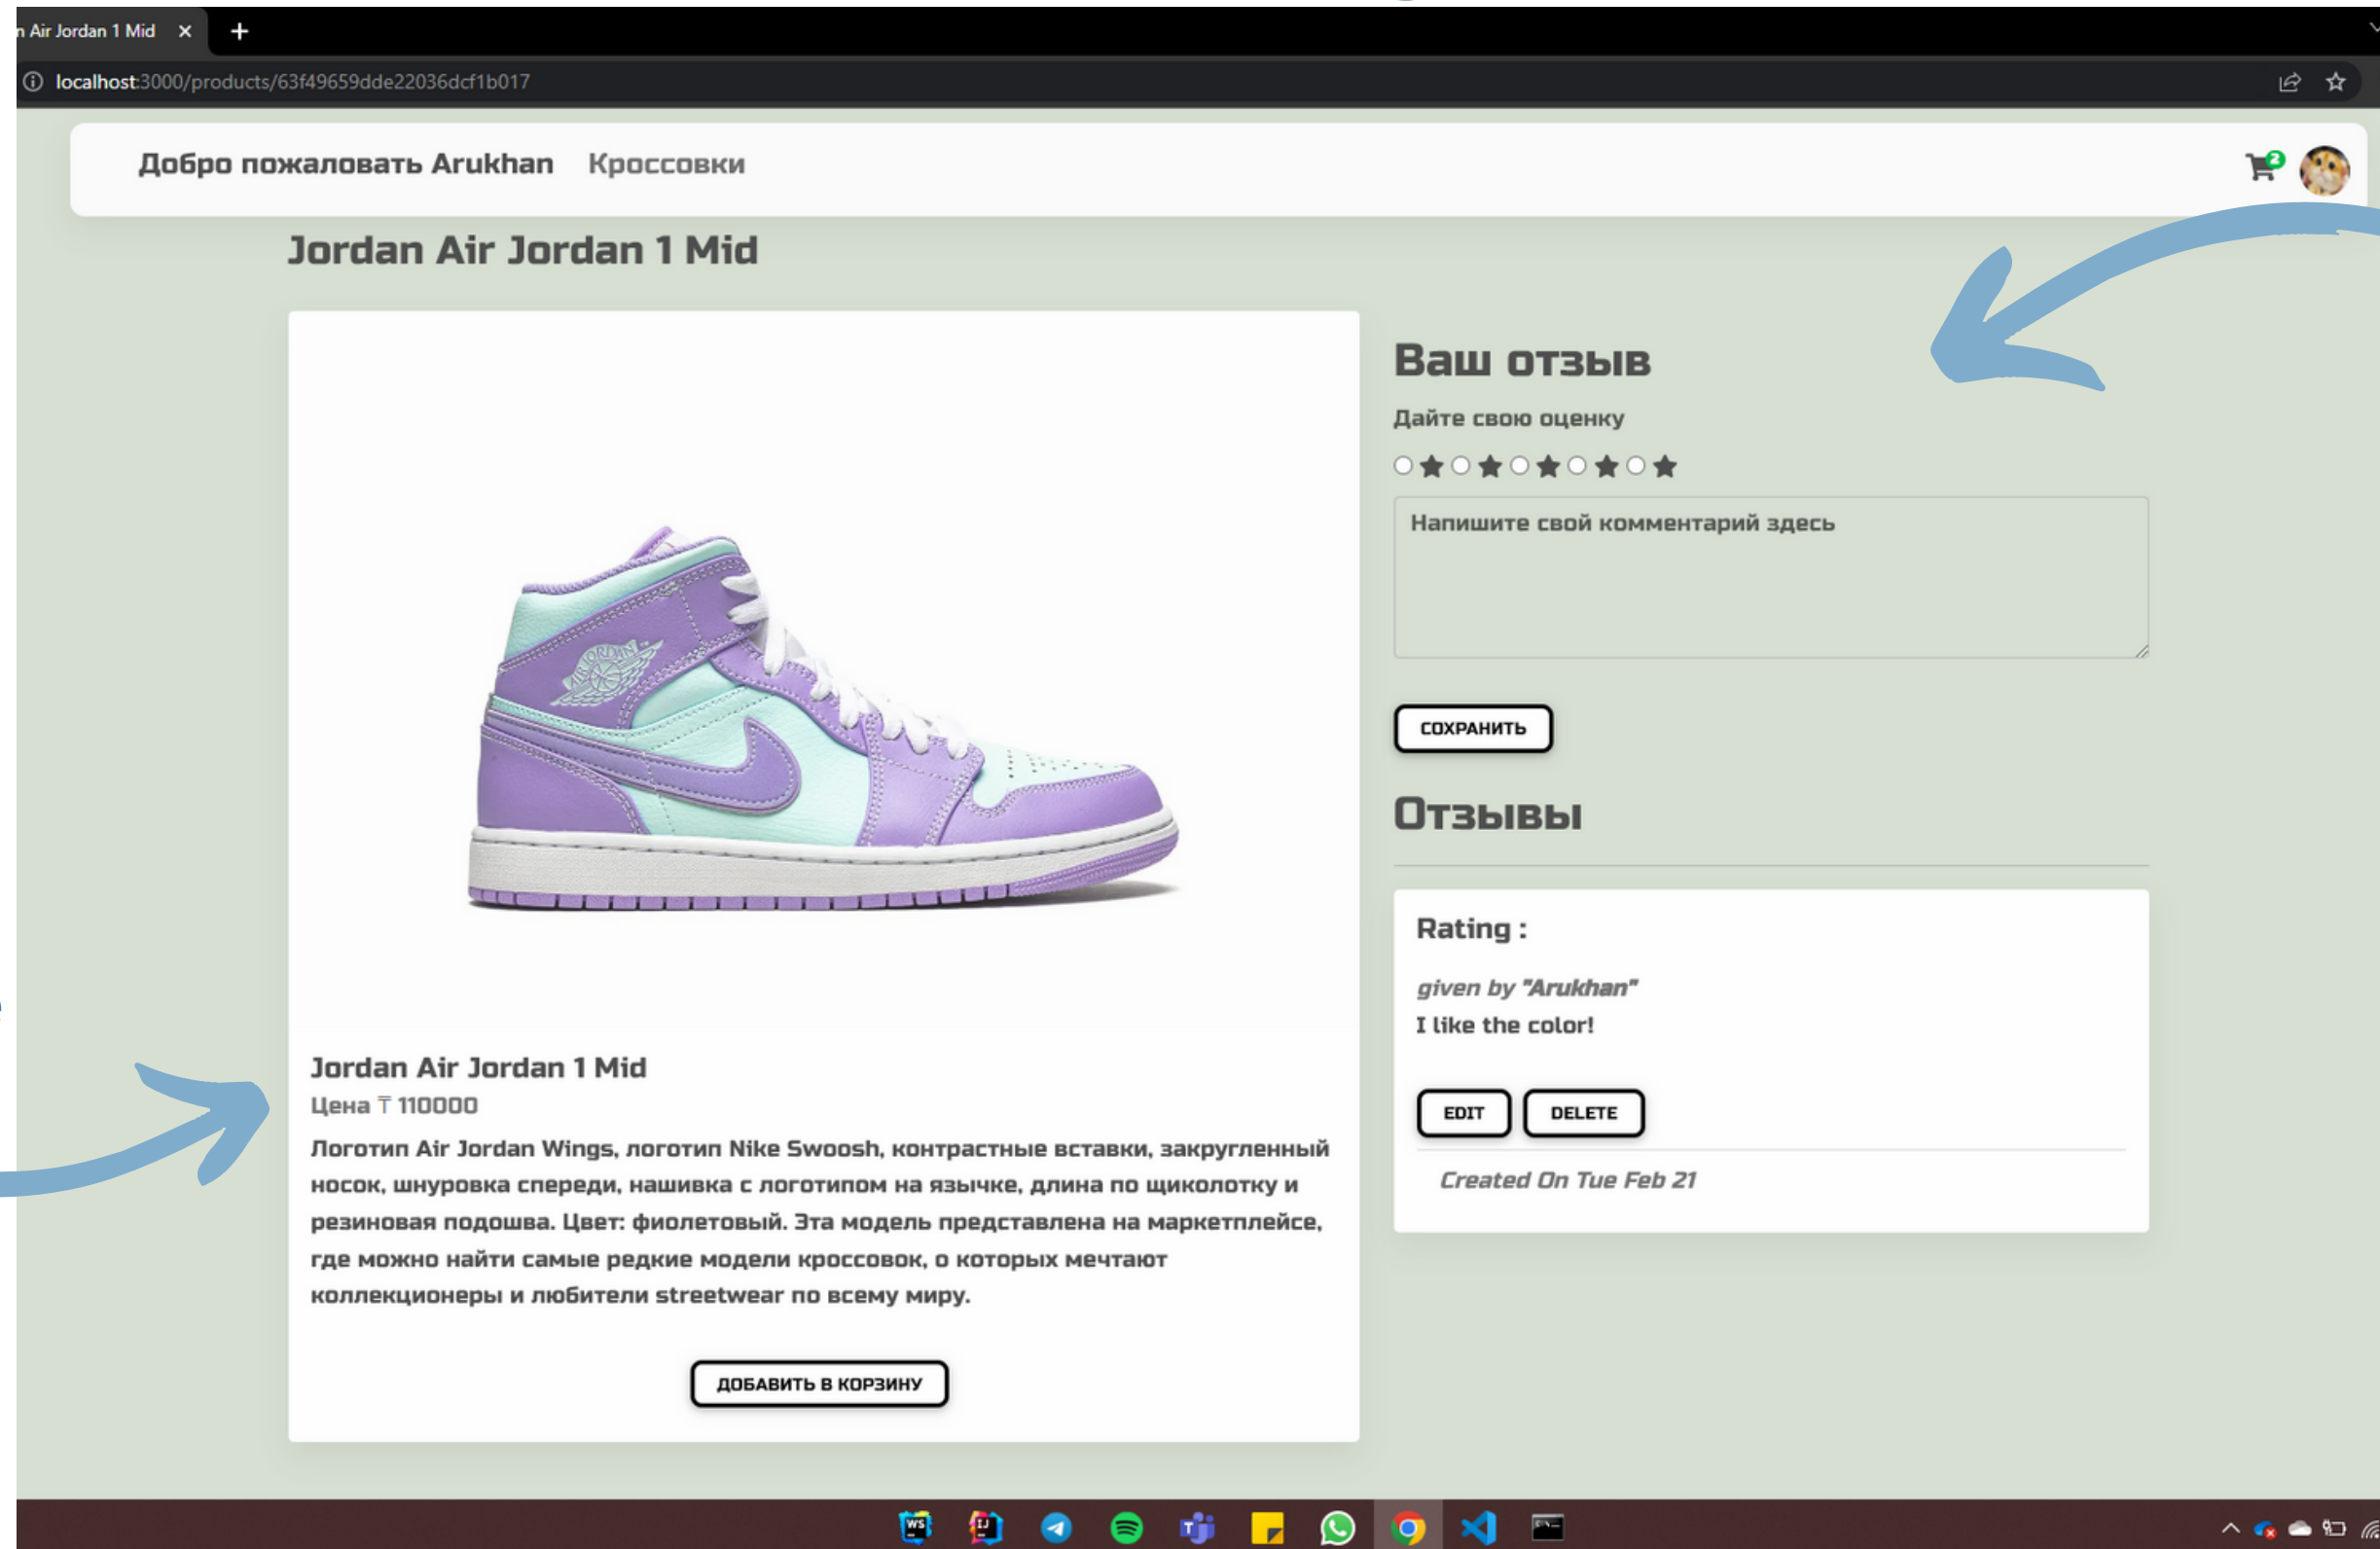 n Air Jordan 1 Mid
localhost:3000/products/63f49659dde22036dcf1b017
Добро пожаловать Arukhan Кроссовки
2
Jordan Air Jordan 1 Mid
Ваш отзыв
Дайте свою оценку
Напишите свой комментарий здесь
СОХРАНИТЬ
Отзывы
Rating :
given by "Arukhan"
I like the color!
EDIT DELETE
Created On Tue Feb 21
Jordan Air Jordan 1 Mid
Цена ₸ 110000
Логотип Air Jordan Wings, логотип Nike Swoosh, контрастные вставки, закругленный
носок, шнуровка спереди, нашивка с логотипом на язычке, длина по щиколотку и
резиновая подошва. Цвет: фиолетовый. Эта модель представлена на маркетплейсе,
где можно найти самые редкие модели кроссовок, о которых мечтают
коллекционеры и любители streetwear по всему миру.
ДОБАВИТЬ В КОРЗИНУ
WS IJ